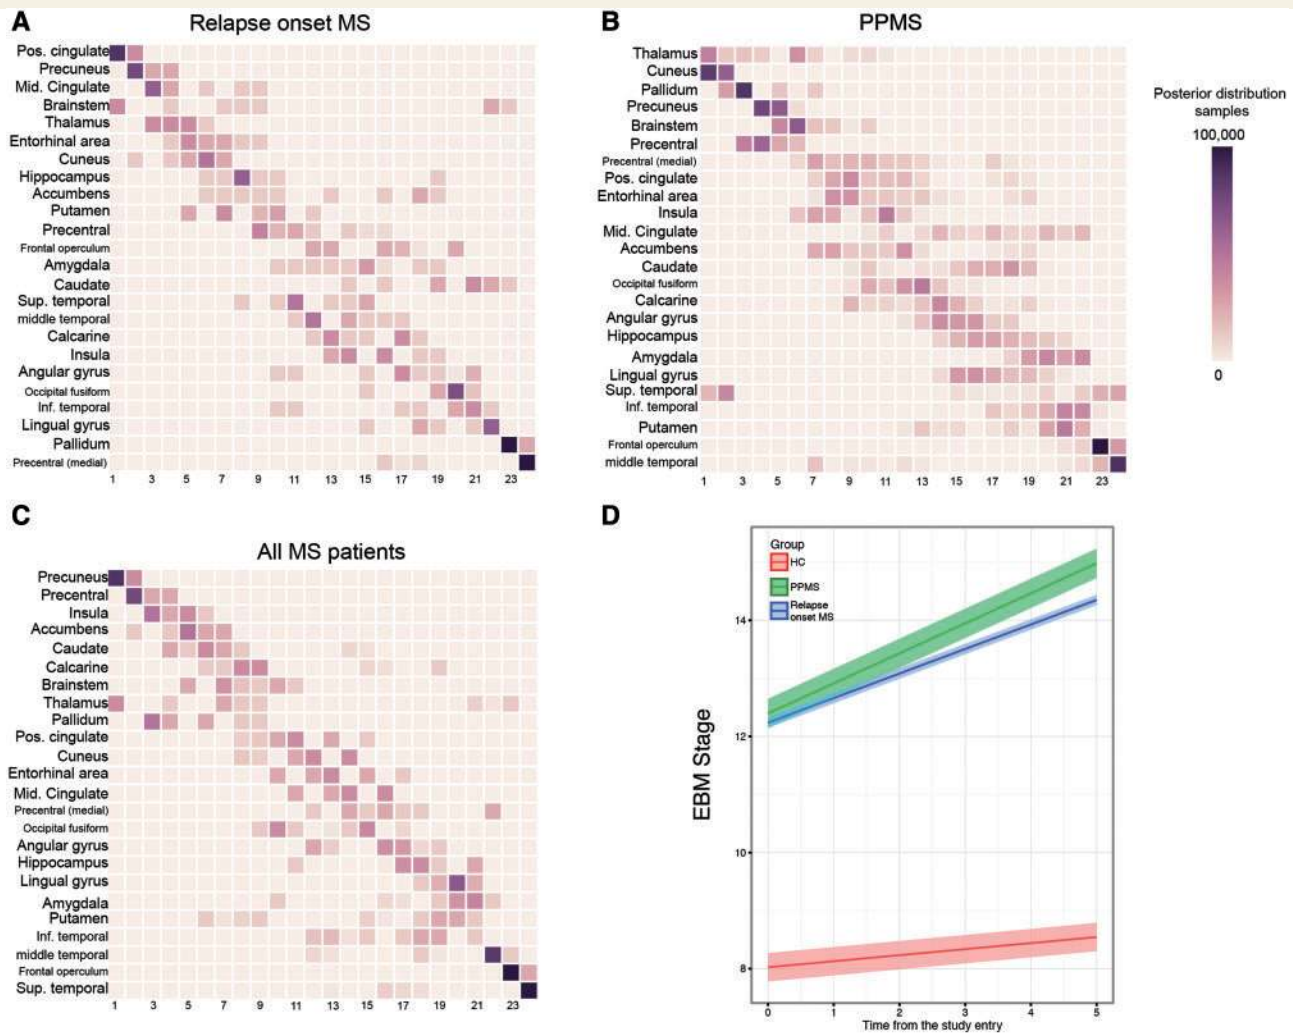 A
Relapse onset MS
Pos. cingulate
Precuneus
Mid. Cingulate
Brainstem
Thalamus
Entorhinal area
Cuneus
Hippocampus
Accumbens
Putamen
Precentral
Frontal operculum
Amygdala
Caudate
Sup. temporal
middle temporal
Calcarine
Insula
Angular gyrus
Occipital fusiform
Inf. temporal
Lingual gyrus
Pallidum
Precentral (medial)
1 3 5 7 9 11 13 15 17 19 21 23
B
PPMS
Thalamus
Cuneus
Pallidum
Precuneus
Brainstem
Precentral
Precentral (medial)
Pos. cingulate
Entorhinal area
Insula
Mid. Cingulate
Accumbens
Caudate
Occipital fusiform
Calcarine
Angular gyrus
Hippocampus
Amygdala
Lingual gyrus
Sup. temporal
Inf. temporal
Putamen
Frontal operculum
middle temporal
1 3 5 7 9 11 13 15 17 19 21 23
Posterior distribution
samples
100,000
0
C
All MS patients
Precuneus
Precentral
Insula
Accumbens
Caudate
Calcarine
Brainstem
Thalamus
Pallidum
Pos. cingulate
Cuneus
Entorhinal area
Mid. Cingulate
Precentral (medial)
Occipital fusiform
Angular gyrus
Hippocampus
Lingual gyrus
Amygdala
Putamen
Inf. temporal
middle temporal
Frontal operculum
Sup. temporal
1 3 5 7 9 11 13 15 17 19 21 23
D
Group
HC
PPMS
Relapse
onset MS
EBM Stage
14
12
10
8
0 1 2 3 4 5
Time from the study entry